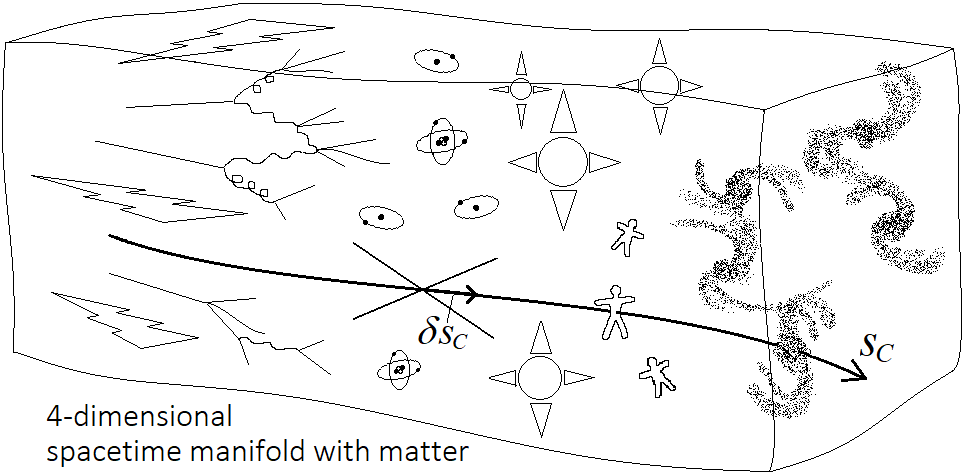 δs_C
s_C
4-dimensional
spacetime manifold with matter